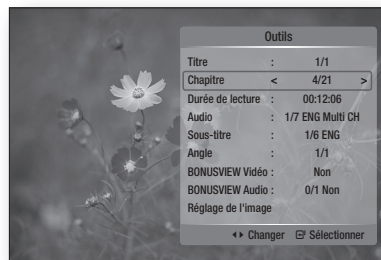 Outils
Titre : 1/1
Chapitre < 4/21 >
Durée de lecture : 00:12:06
Audio : 1/7 ENG Multi CH
Sous-titre : 1/6 ENG
Angle : 1/1
BONUSVIEW Vidéo : Non
BONUSVIEW Audio : 0/1 Non
Réglage de l'image
◄► Changer Sélectionner